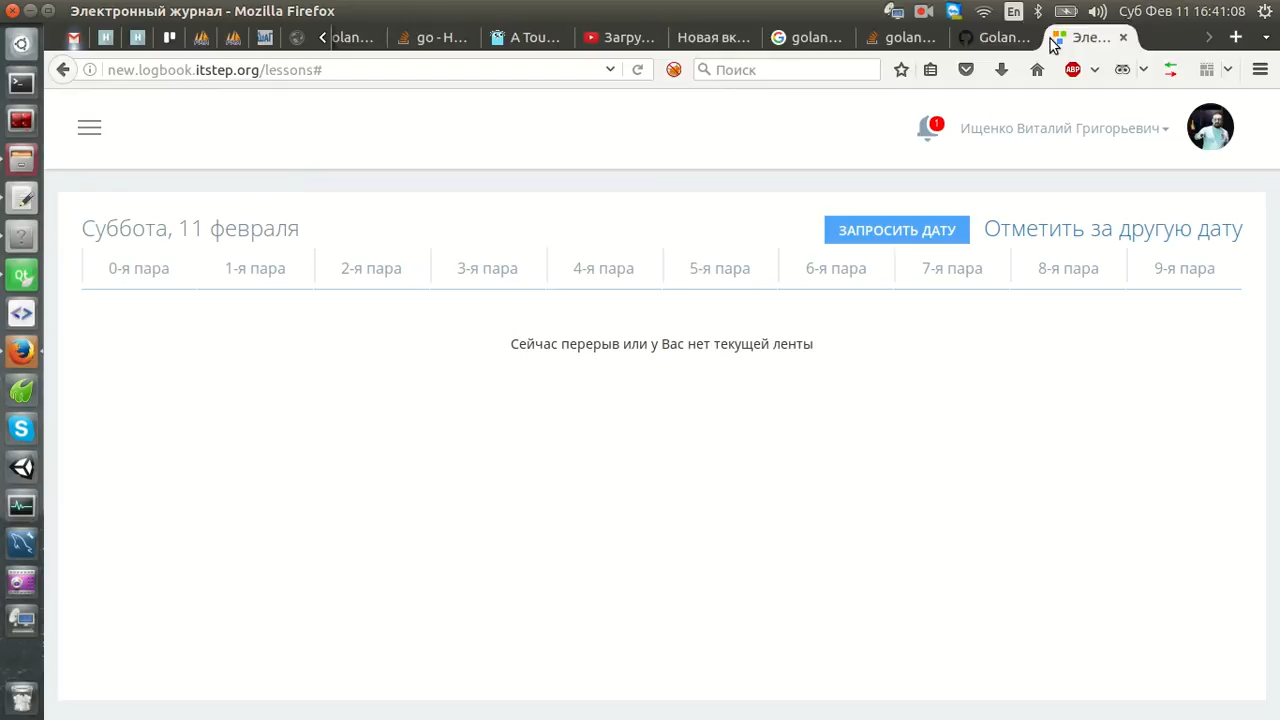 Электронный журнал - Mozilla Firefox
En
Суб Фев 11 16:41:08
olan...
go - H...
A Tou...
Загру...
Новая вк...
golan...
golan...
Golan...
Эле...
new.logbook.itstep.org/lessons#
Поиск
ABP
1
Ищенко Виталий Григорьевич
Суббота, 11 февраля
ЗАПРОСИТЬ ДАТУ
Отметить за другую дату
0-я пара
1-я пара
2-я пара
3-я пара
4-я пара
5-я пара
6-я пара
7-я пара
8-я пара
9-я пара
Сейчас перерыв или у Вас нет текущей ленты
Qt
S